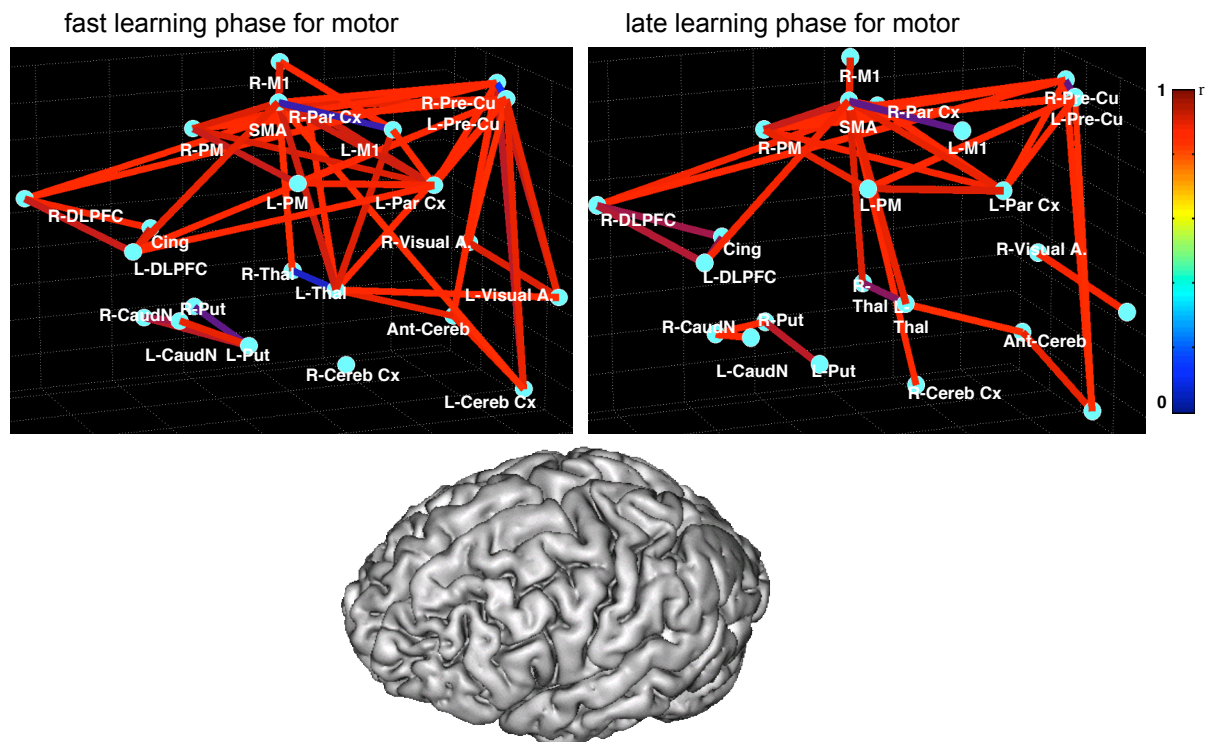 fast learning phase for motor
late learning phase for motor
R-M1
R-Par Cx
R-Pre-Cu
SMA
L-Pre-Cu
R-PM
L-M1
L-PM
L-Par Cx
R-DLPFC
Cing
R-Visual A.
L-DLPFC
R-Thal
L-Thal
L-Visual A.
R-Put
R-CaudN
Ant-Cereb
L-CaudN
L-Put
R-Cereb Cx
L-Cereb Cx
R-M1
R-Pre-Cu
R-Par Cx
L-Pre-Cu
SMA
R-PM
L-M1
L-PM
L-Par Cx
R-DLPFC
Cing
R-Visual A.
L-DLPFC
R-
Thal L-
Thal
R-Put
R-CaudN
Ant-Cereb
L-CaudN
L-Put
R-Cereb Cx
1
r
0